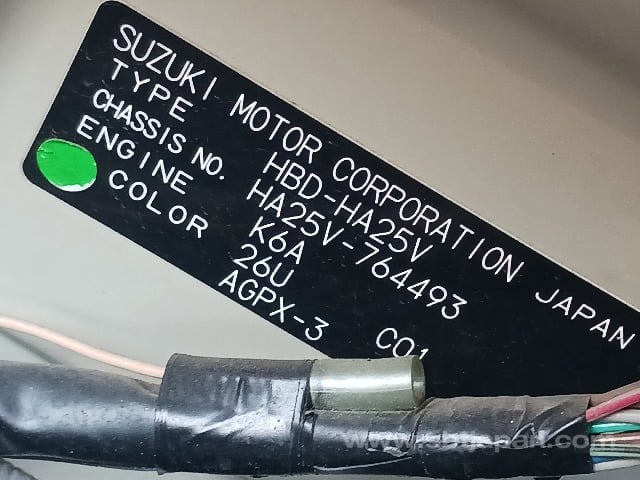 SUZUKI MOTOR CORPORATION JAPAN
TYPE HBD-HA25V
CHASSIS NO. HA25V-764493
ENGINE K6A
COLOR 26U
AGPX-3 C01